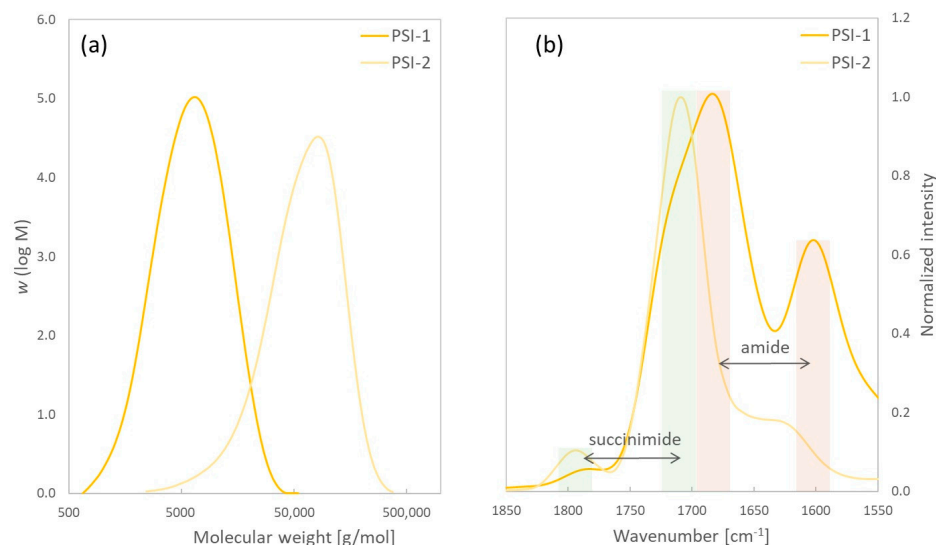 (a)
PSI-1
PSI-2
6.0
5.0
4.0
3.0
2.0
1.0
0.0
w (log M)
500
5000
50,000
500,000
Molecular weight [g/mol]
(b)
PSI-1
PSI-2
amide
succinimide
1.2
1.0
0.8
0.6
0.4
0.2
0.0
Normalized intensity
1850
1800
1750
1700
1650
1600
1550
Wavenumber [cm⁻¹]